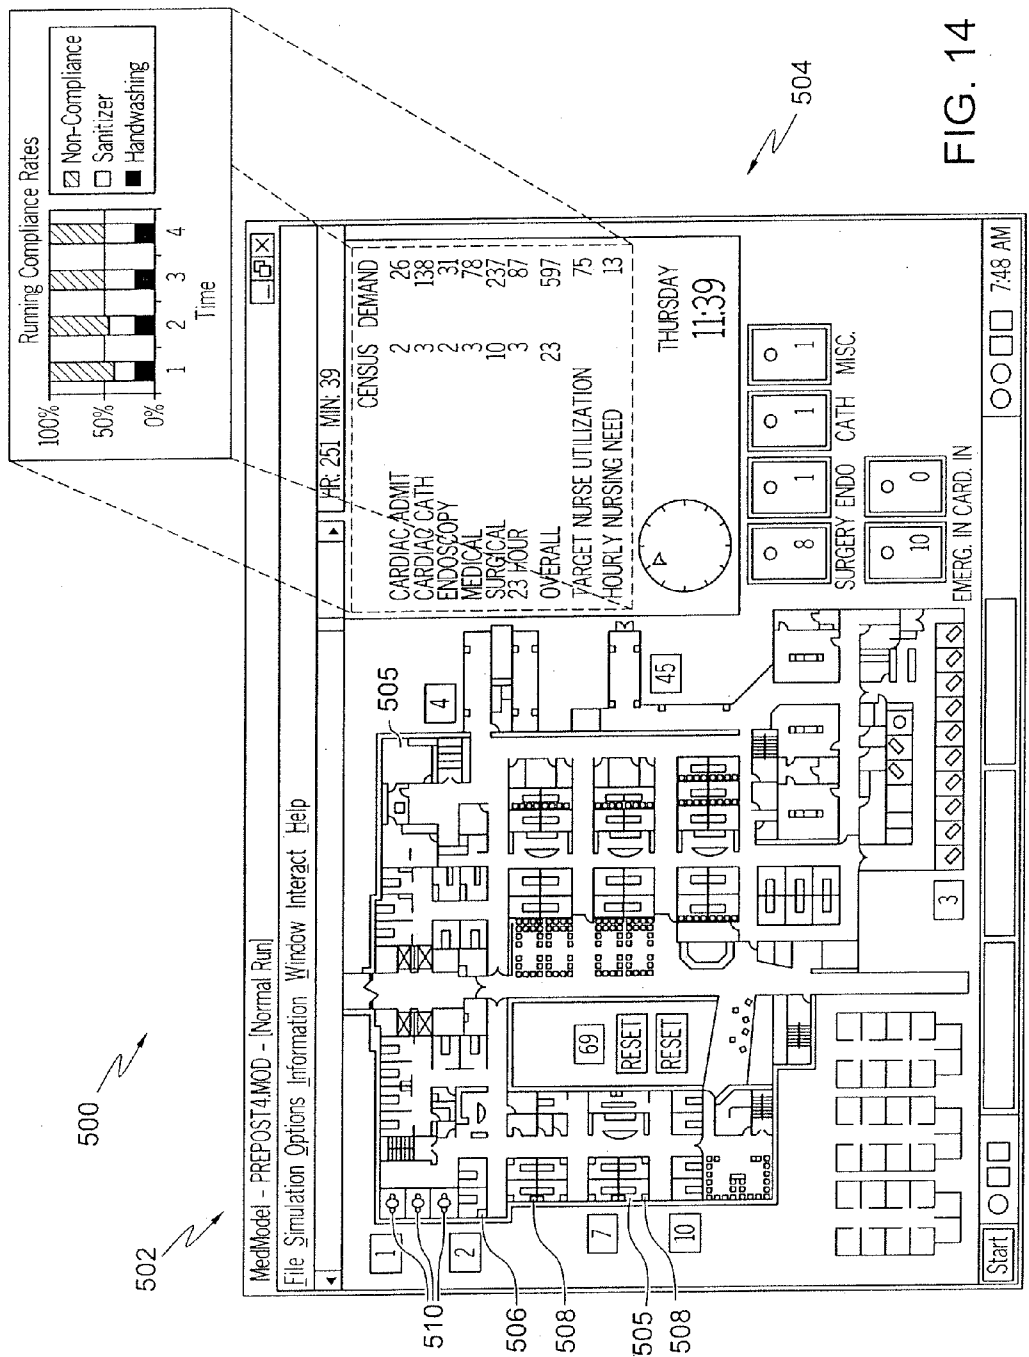 Running Compliance Rates
100%
50%
0%
1 2 3 4
Time
Non-Compliance
Sanitizer
Handwashing
500
502
504
MedModel - PREPOST4.MOD - [Normal Run]
File Simulation Options Information Window Interact Help
HR: 251 MIN: 39
CENSUS DEMAND
CARDIAC ADMIT 2 26
CARDIAC CATH 3 138
ENDOSCOPY 2 31
MEDICAL 3 78
SURGICAL 10 237
23 HOUR 3 87
OVERALL 23 597
TARGET NURSE UTILIZATION 75
HOURLY NURSING NEED 13
THURSDAY
11:39
8 1 1 1
SURGERY ENDO CATH MISC.
10 0
EMERG. IN CARD. IN
505
4
45
1
2
7
10
69
RESET
RESET
3
510
506
508
505
508
Start
7:48 AM
FIG. 14